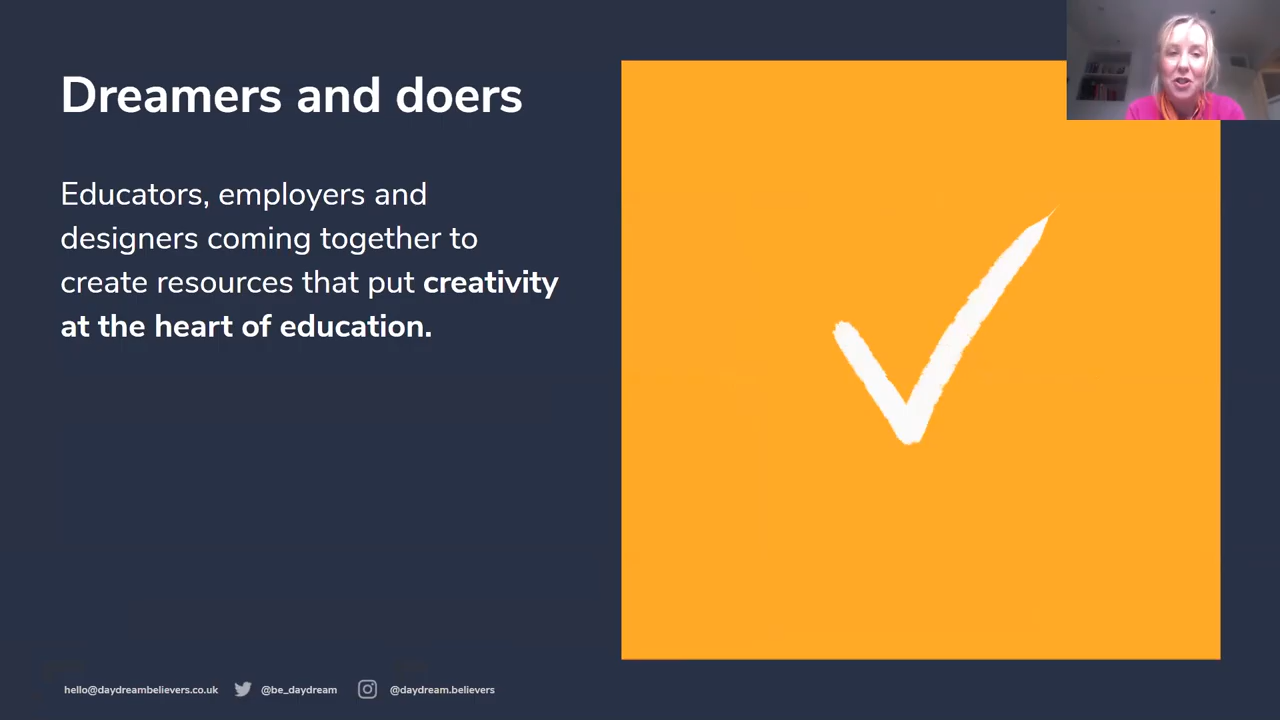 Dreamers and doers
Educators, employers and
designers coming together to
create resources that put creativity
at the heart of education.
hello@daydreambelievers.co.uk @be_daydream @daydream.believers